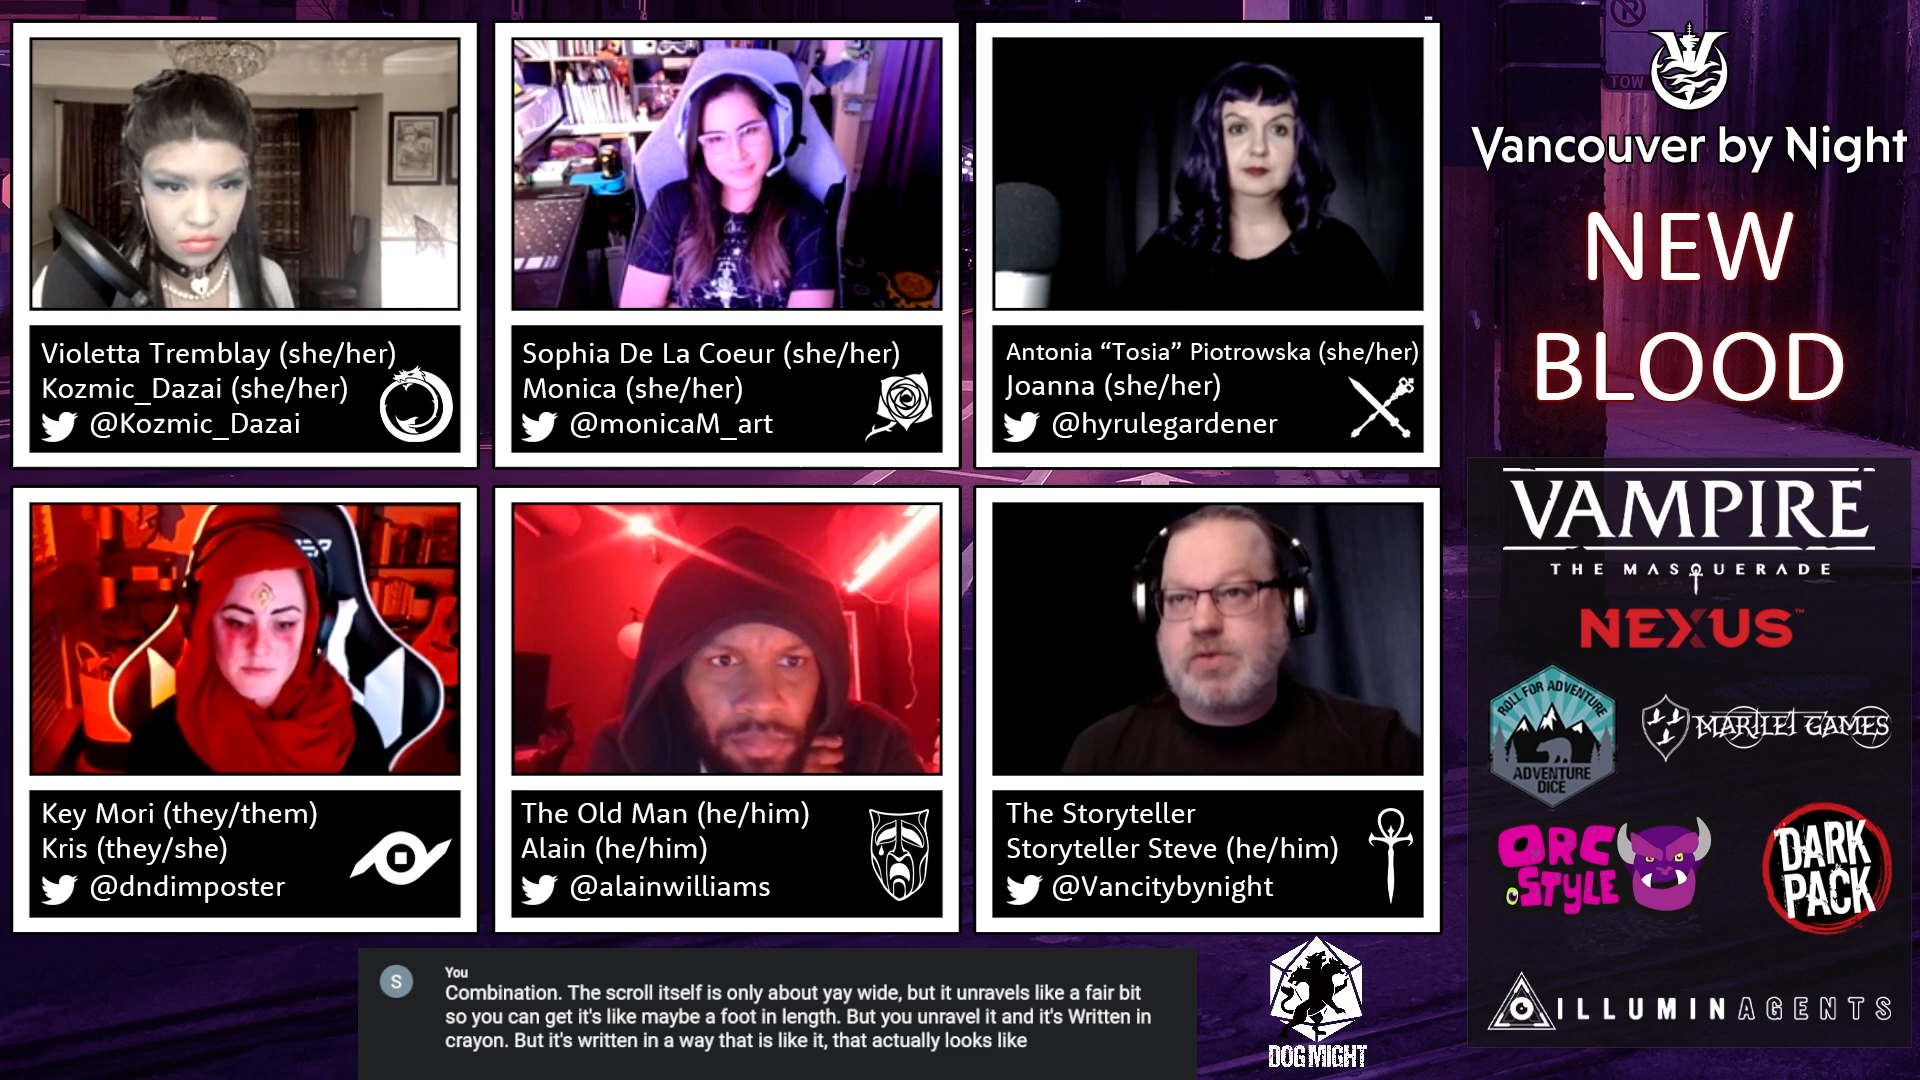 Violetta Tremblay (she/her)
Kozmic_Dazai (she/her)
@Kozmic_Dazai
Sophia De La Coeur (she/her)
Monica (she/her)
@monicaM_art
Antonia “Tosia” Piotrowska (she/her)
Joanna (she/her)
@hyrulegardener
Key Mori (they/them)
Kris (they/she)
@dndimposter
The Old Man (he/him)
Alain (he/him)
@alainwilliams
The Storyteller
Storyteller Steve (he/him)
@Vancitybynight
S
You
Combination. The scroll itself is only about yay wide, but it unravels like a fair bit
so you can get it's like maybe a foot in length. But you unravel it and it's Written in
crayon. But it's written in a way that is like it, that actually looks like
DOG MIGHT
TOW
Vancouver by Night
NEW
BLOOD
VAMPIRE
THE MASQUERADE
NEXUS™
ROLL FOR ADVENTURE
ADVENTURE
DICE
MARTLET GAMES
ORC
STYLE
DARK
PACK
ILLUMINAGENTS